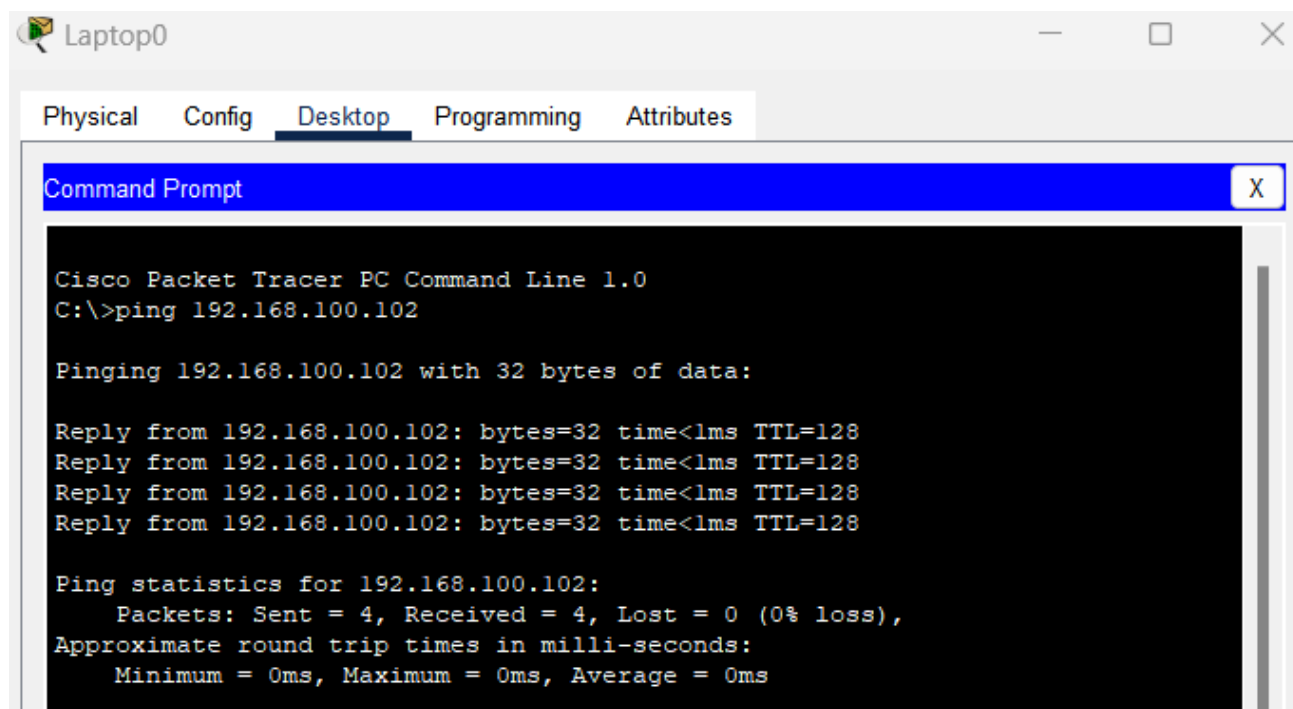 Laptop0
Physical Config Desktop Programming Attributes
Command Prompt
X
Cisco Packet Tracer PC Command Line 1.0
C:\>ping 192.168.100.102
Pinging 192.168.100.102 with 32 bytes of data:
Reply from 192.168.100.102: bytes=32 time<1ms TTL=128
Reply from 192.168.100.102: bytes=32 time<1ms TTL=128
Reply from 192.168.100.102: bytes=32 time<1ms TTL=128
Reply from 192.168.100.102: bytes=32 time<1ms TTL=128
Ping statistics for 192.168.100.102:
Packets: Sent = 4, Received = 4, Lost = 0 (0% loss),
Approximate round trip times in milli-seconds:
Minimum = 0ms, Maximum = 0ms, Average = 0ms